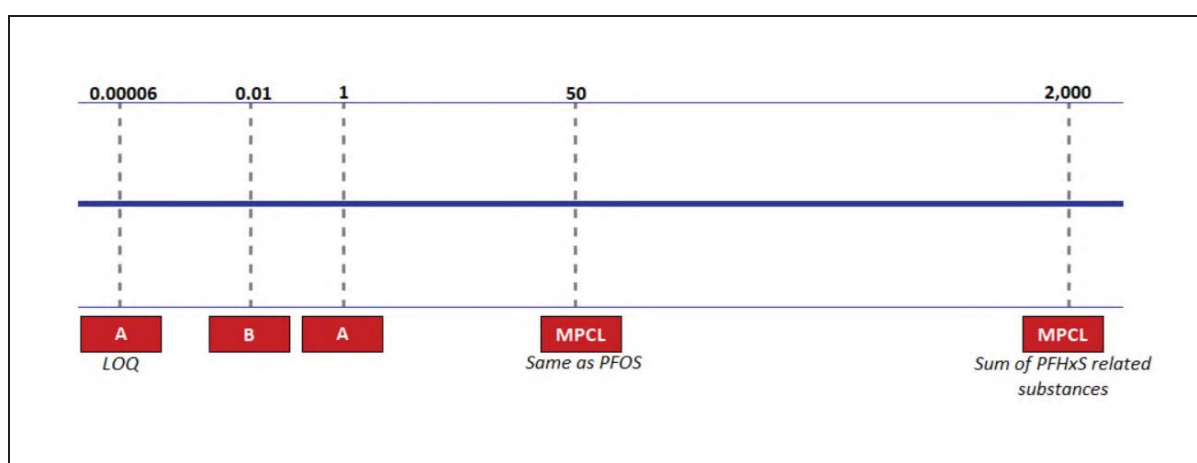 0.00006 0.01 1 50 2,000
A B A MPCL MPCL
LOQ Same as PFOS Sum of PFHxS related
substances